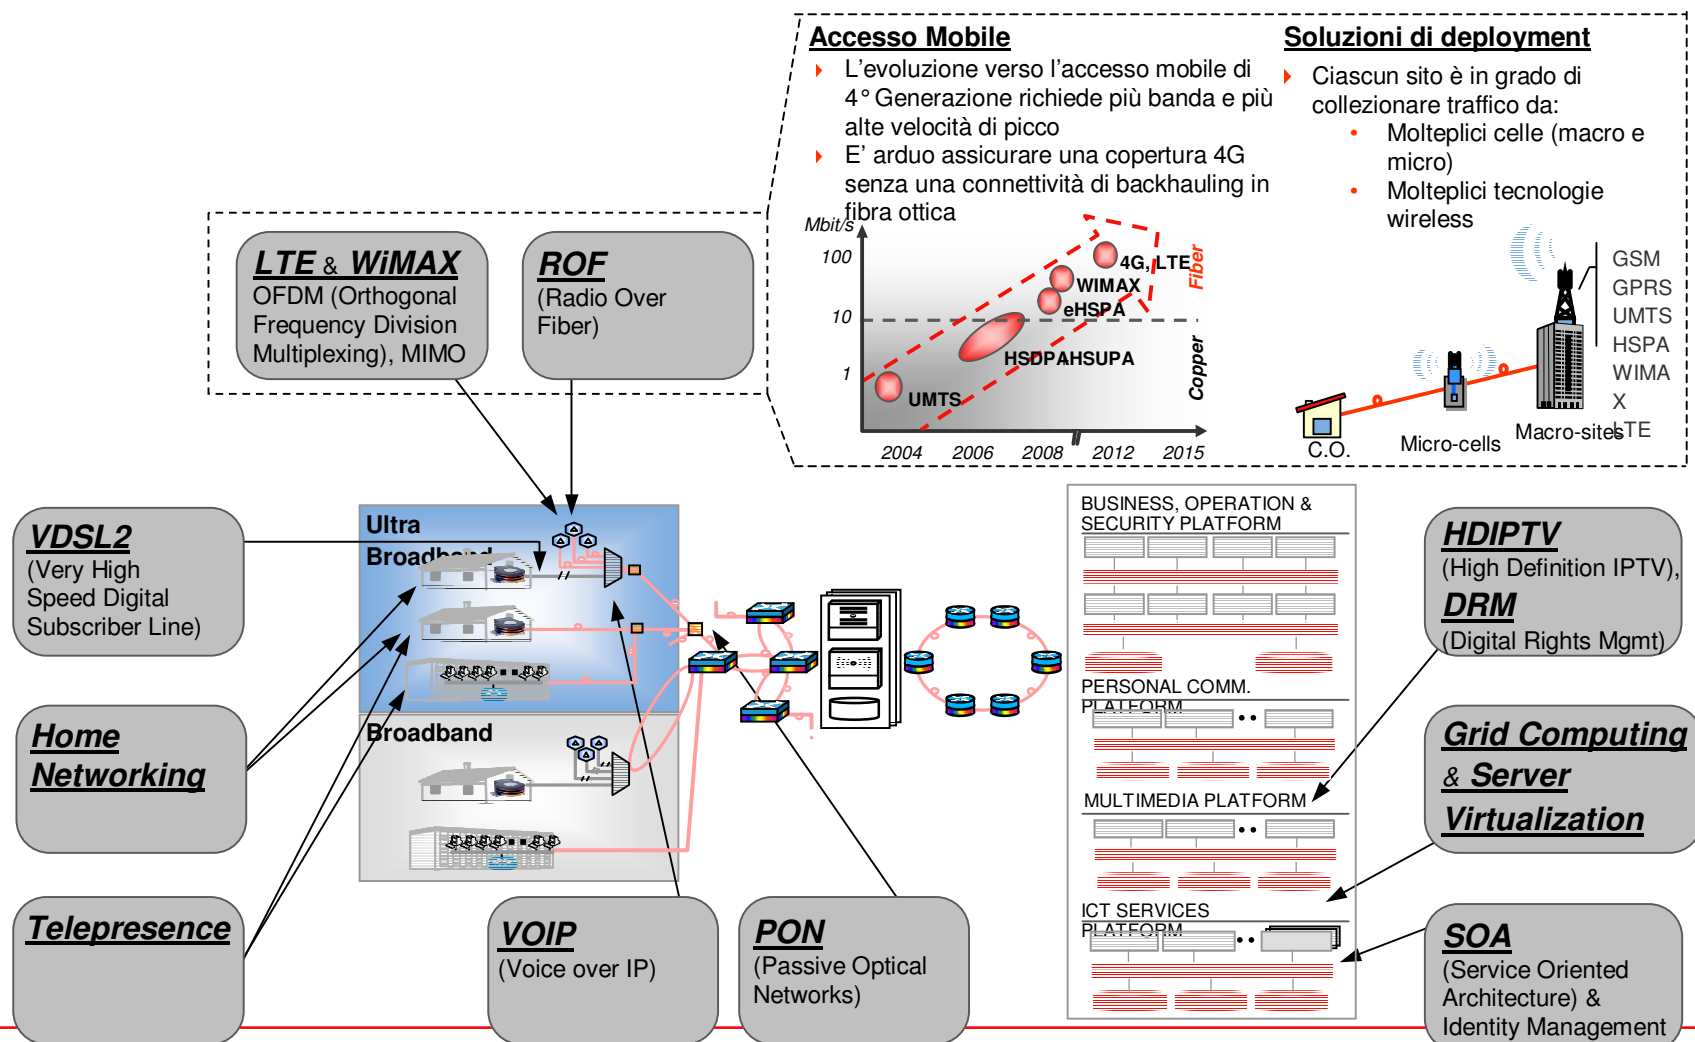 Accesso Mobile
L'evoluzione verso l'accesso mobile di
4° Generazione richiede più banda e più
alte velocità di picco
E' arduo assicurare una copertura 4G
senza una connettività di backhauling in
fibra ottica
Soluzioni di deployment
Ciascun sito è in grado di
collezionare traffico da:
• Molteplici celle (macro e
micro)
• Molteplici tecnologie
wireless
Mbit/s
100
10
1
4G, LTE
WIMAX
eHSPA
HSDPA-HSUPA
UMTS
Fiber
Copper
2004 2006 2008 2012 2015
GSM
GPRS
UMTS
HSPA
WIMA
X
LTE
C.O.
Micro-cells
Macro-sites
LTE & WiMAX
OFDM (Orthogonal
Frequency Division
Multiplexing), MIMO
ROF
(Radio Over
Fiber)
VDSL2
(Very High
Speed Digital
Subscriber Line)
Home
Networking
Telepresence
Ultra
Broadband
Broadband
VOIP
(Voice over IP)
PON
(Passive Optical
Networks)
BUSINESS, OPERATION &
SECURITY PLATFORM
PERSONAL COMM.
PLATFORM
MULTIMEDIA PLATFORM
ICT SERVICES
PLATFORM
HDIPTV
(High Definition IPTV),
DRM
(Digital Rights Mgmt)
Grid Computing
& Server
Virtualization
SOA
(Service Oriented
Architecture) &
Identity Management